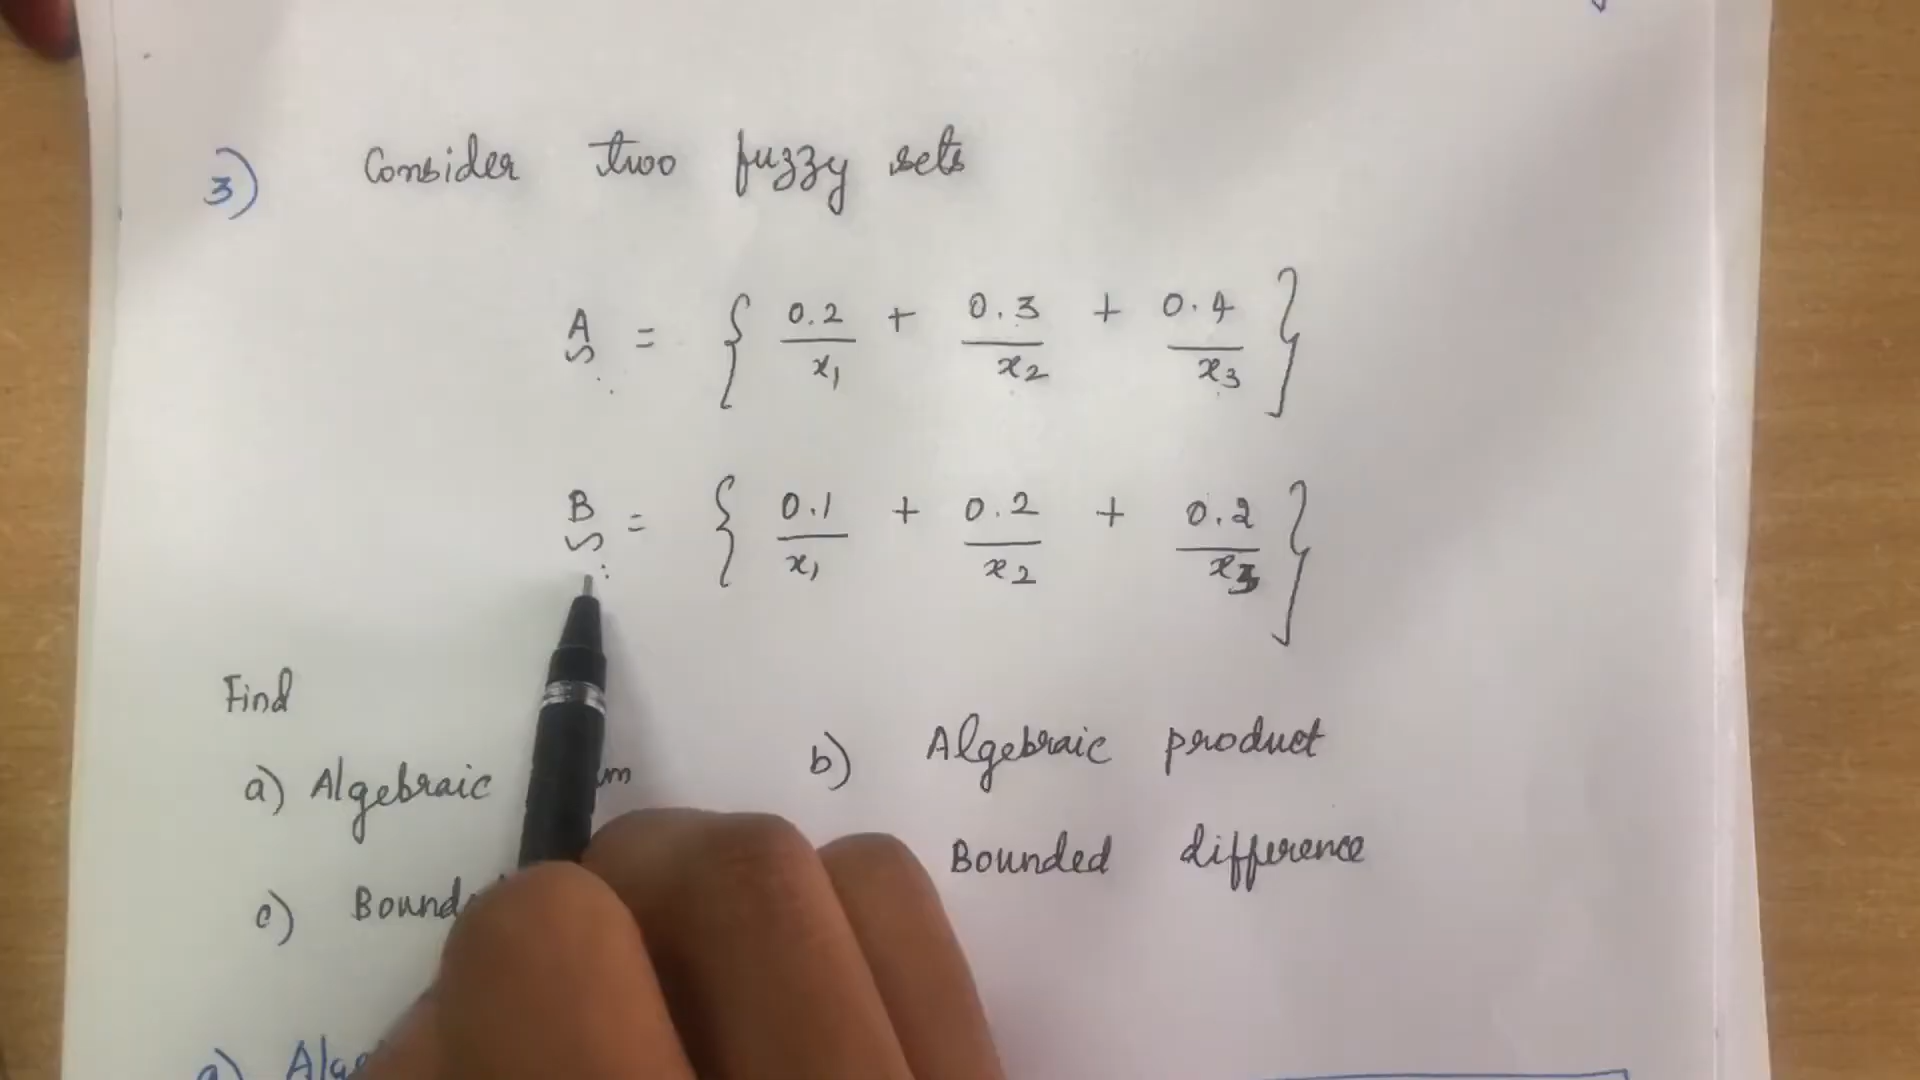 3) Consider two fuzzy sets
A = { 0.2/x₁ + 0.3/x₂ + 0.4/x₃ }
B = { 0.1/x₁ + 0.2/x₂ + 0.2/x₃ }
Find
a) Algebraic b) Algebraic product
c) Bounded difference
a)